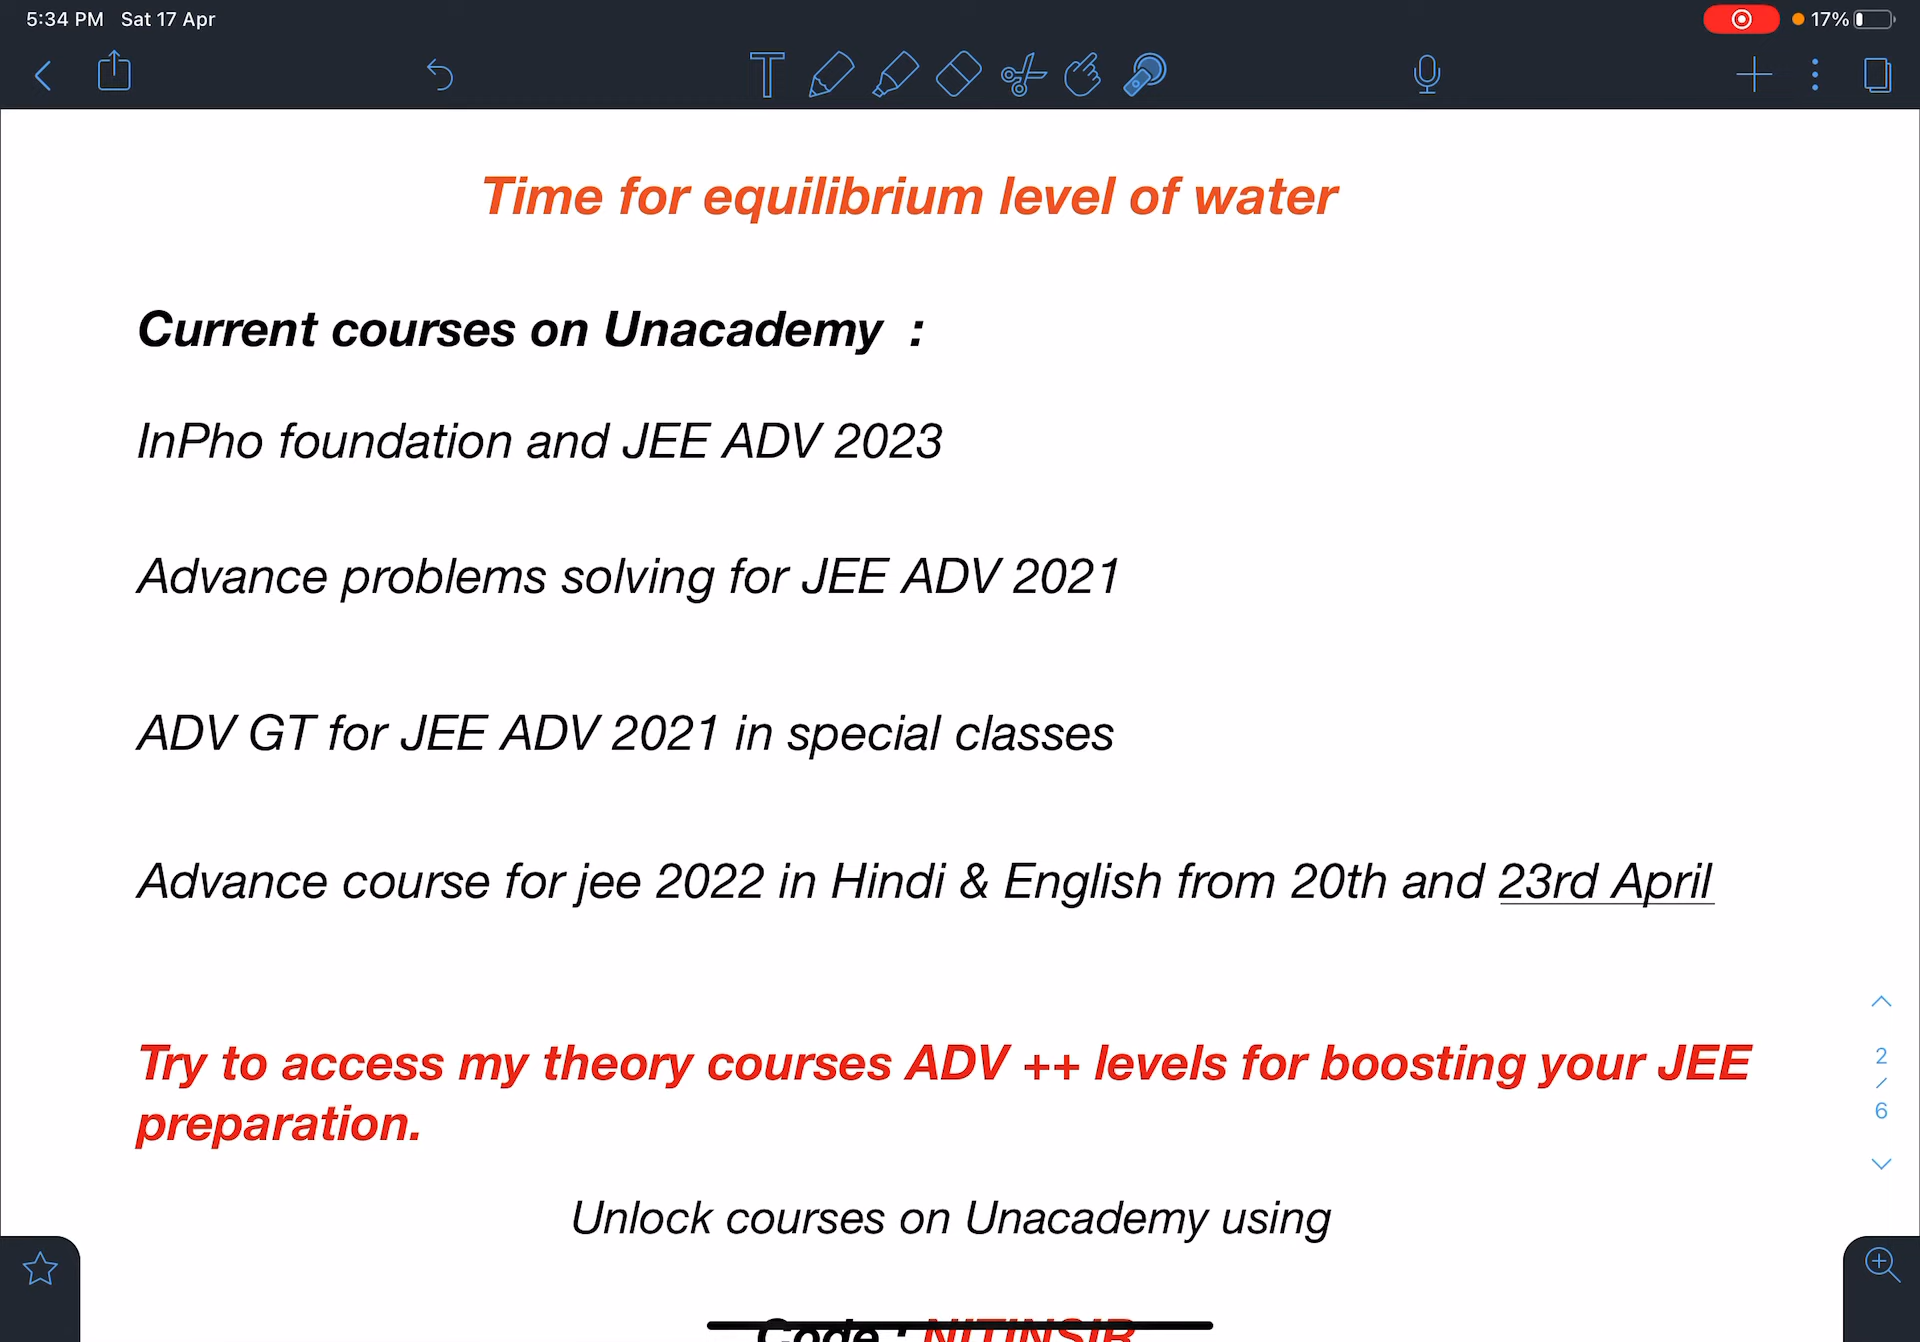 5:34 PM Sat 17 Apr
17%
Time for equilibrium level of water
Current courses on Unacademy :
InPho foundation and JEE ADV 2023
Advance problems solving for JEE ADV 2021
ADV GT for JEE ADV 2021 in special classes
Advance course for jee 2022 in Hindi & English from 20th and 23rd April
Try to access my theory courses ADV ++ levels for boosting your JEE
preparation.
Unlock courses on Unacademy using
Code : NITINSIR
2
/
6